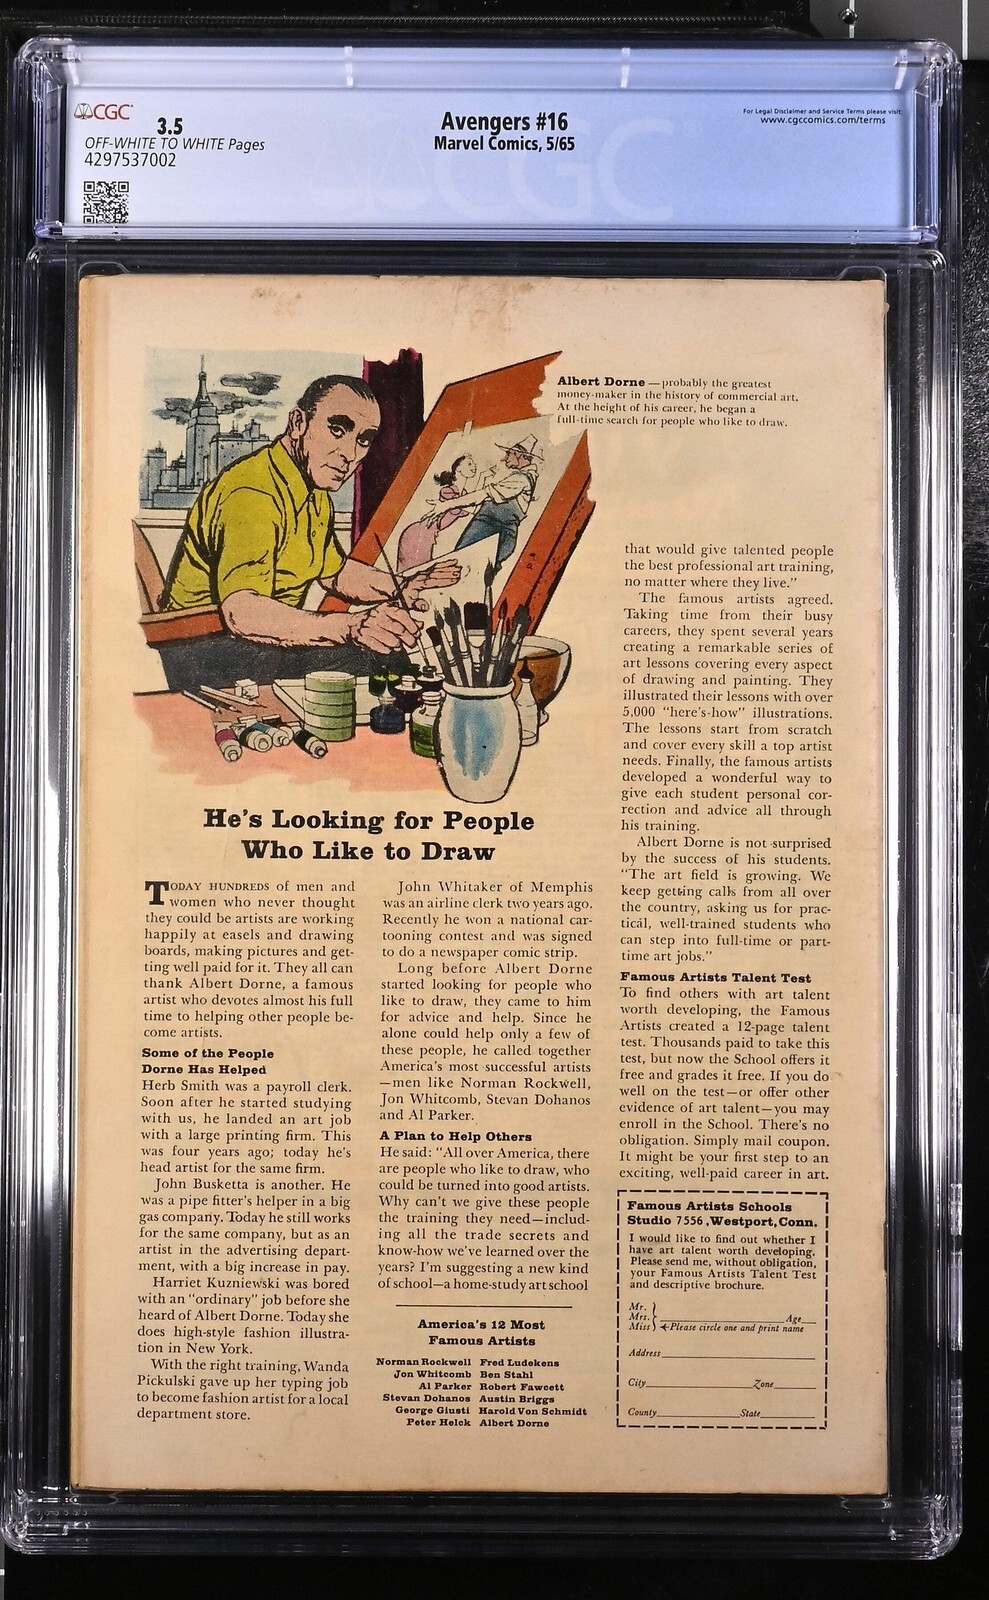 CGC
3.5
OFF-WHITE TO WHITE Pages
4297537002
Avengers #16
Marvel Comics, 5/65
For Legal Disclaimer and Service Terms please visit:
www.cgccomics.com/terms
CGC
Albert Dorne — probably the greatest
money-maker in the history of commercial art.
At the height of his career, he began a
full-time search for people who like to draw.
He's Looking for People
Who Like to Draw
TODAY HUNDREDS of men and
women who never thought
they could be artists are working
happily at easels and drawing
boards, making pictures and get-
ting well paid for it. They all can
thank Albert Dorne, a famous
artist who devotes almost his full
time to helping other people be-
come artists.
Some of the People
Dorne Has Helped
Herb Smith was a payroll clerk.
Soon after he started studying
with us, he landed an art job
with a large printing firm. This
was four years ago; today he's
head artist for the same firm.
John Busketta is another. He
was a pipe fitter's helper in a big
gas company. Today he still works
for the same company, but as an
artist in the advertising depart-
ment, with a big increase in pay.
Harriet Kuzniewski was bored
with an "ordinary" job before she
heard of Albert Dorne. Today she
does high-style fashion illustra-
tion in New York.
With the right training, Wanda
Pickulski gave up her typing job
to become fashion artist for a local
department store.
John Whitaker of Memphis
was an airline clerk two years ago.
Recently he won a national car-
tooning contest and was signed
to do a newspaper comic strip.
Long before Albert Dorne
started looking for people who
like to draw, they came to him
for advice and help. Since he
alone could help only a few of
these people, he called together
America's most successful artists
—men like Norman Rockwell,
Jon Whitcomb, Stevan Dohanos
and Al Parker.
A Plan to Help Others
He said: "All over America, there
are people who like to draw, who
could be turned into good artists.
Why can't we give these people
the training they need—includ-
ing all the trade secrets and
know-how we've learned over the
years? I'm suggesting a new kind
of school—a home-study art school
America's 12 Most
Famous Artists
Norman Rockwell Fred Ludekens
Jon Whitcomb Ben Stahl
Al Parker Robert Fawcett
Stevan Dohanos Austin Briggs
George Giusti Harold Von Schmidt
Peter Helck Albert Dorne
that would give talented people
the best professional art training,
no matter where they live."
The famous artists agreed.
Taking time from their busy
careers, they spent several years
creating a remarkable series of
art lessons covering every aspect
of drawing and painting. They
illustrated their lessons with over
5,000 "here's-how" illustrations.
The lessons start from scratch
and cover every skill a top artist
needs. Finally, the famous artists
developed a wonderful way to
give each student personal cor-
rection and advice all through
his training.
Albert Dorne is not surprised
by the success of his students.
"The art field is growing. We
keep getting calls from all over
the country, asking us for prac-
tical, well-trained students who
can step into full-time or part-
time art jobs."
Famous Artists Talent Test
To find others with art talent
worth developing, the Famous
Artists created a 12-page talent
test. Thousands paid to take this
test, but now the School offers it
free and grades it free. If you do
well on the test—or offer other
evidence of art talent—you may
enroll in the School. There's no
obligation. Simply mail coupon.
It might be your first step to an
exciting, well-paid career in art.
Famous Artists Schools
Studio 7556, Westport, Conn.
I would like to find out whether I
have art talent worth developing.
Please send me, without obligation,
your Famous Artists Talent Test
and descriptive brochure.
Mr.
Mrs. Age
Miss Please circle one and print name
Address
City Zone
County State